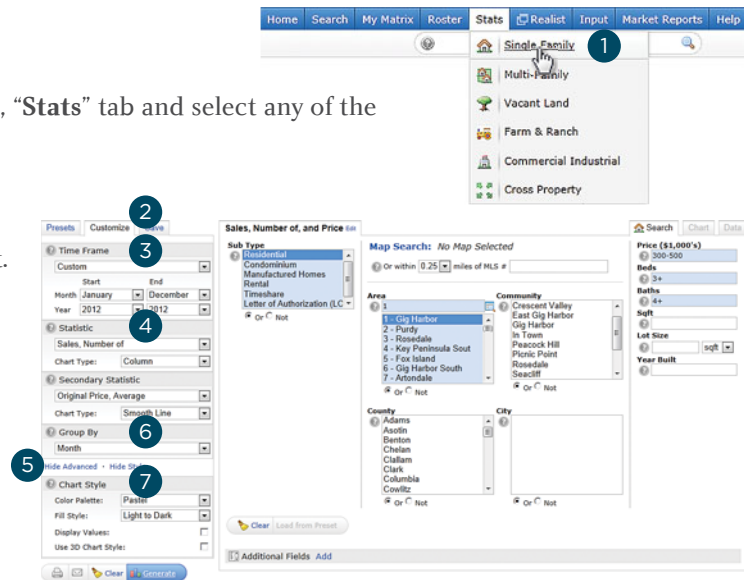 Home Search My Matrix Roster Stats Realist Input Market Reports Help
Single Family 1
Multi-Family
, “Stats” tab and select any of the
Vacant Land
Farm & Ranch
Commercial Industrial
Cross Property
2
Presets Customize Save
Sales, Number of, and Price Edit
Search Chart Data
t.
Time Frame 3
Custom
Start End
Month January December
Year 2012 2012
Statistic 4
Sales, Number of
Chart Type: Column
Secondary Statistic
Original Price, Average
Chart Type: Smooth Line
Group By 6
Month
5 Hide Advanced • Hide
Chart Style 7
Color Palette: Pastel
Fill Style: Light to Dark
Display Values:
Use 3D Chart Style:
Clear Generate
Sub Type
Residential
Condominium
Manufactured Homes
Rental
Timeshare
Letter of Authorization (LC
Or Not
Map Search: No Map Selected
Or within 0.25 miles of MLS #
Area
1
1 - Gig Harbor
2 - Purdy
3 - Rosedale
4 - Key Peninsula Sout
5 - Fox Island
6 - Gig Harbor South
7 - Artondale
Or Not
Community
Crescent Valley
East Gig Harbor
Gig Harbor
In Town
Peacock Hill
Picnic Point
Rosedale
Seacliff
Or Not
County
Adams
Asotin
Benton
Chelan
Clallam
Clark
Columbia
Cowlitz
Or Not
City
Or Not
Price ($1,000's)
300-500
Beds
3+
Baths
4+
Sqft
Lot Size
sqft
Year Built
Clear Load from Preset
Additional Fields Add